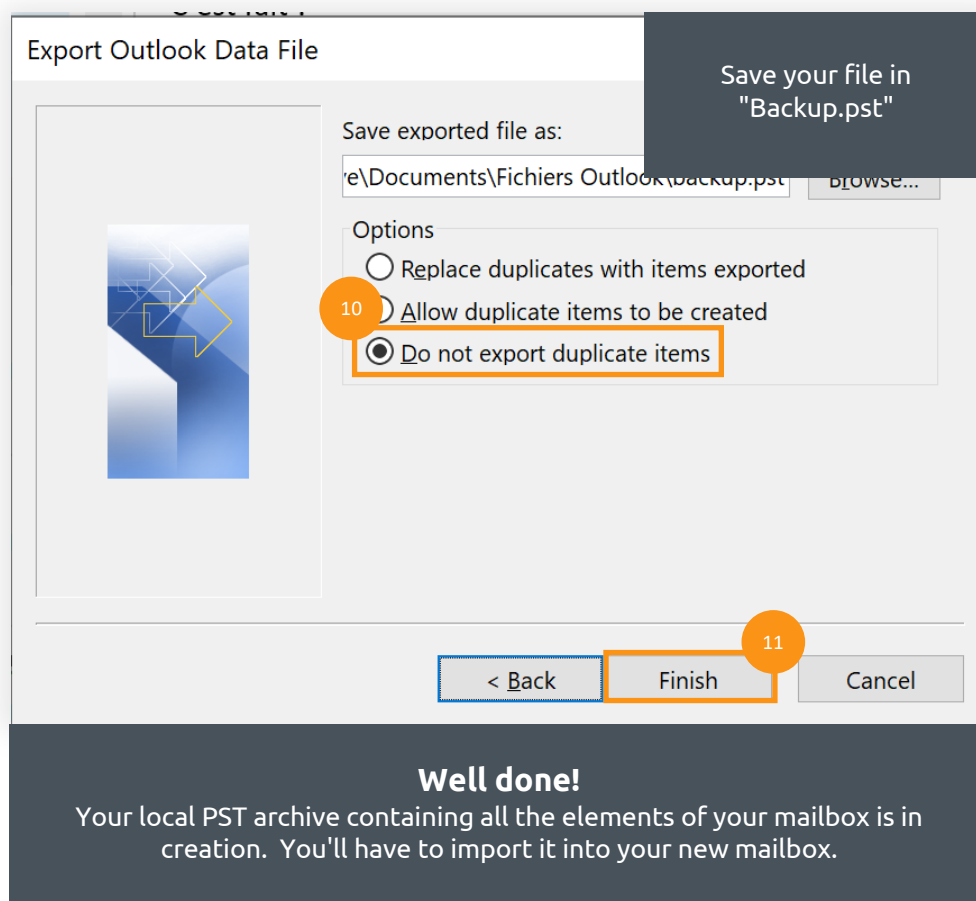 Export Outlook Data File
Save your file in
"Backup.pst"
Save exported file as:
e\Documents\Fichiers Outlook\backup.pst
Browse...
Options
Replace duplicates with items exported
10
Allow duplicate items to be created
Do not export duplicate items
11
< Back
Finish
Cancel
Well done!
Your local PST archive containing all the elements of your mailbox is in
creation. You'll have to import it into your new mailbox.